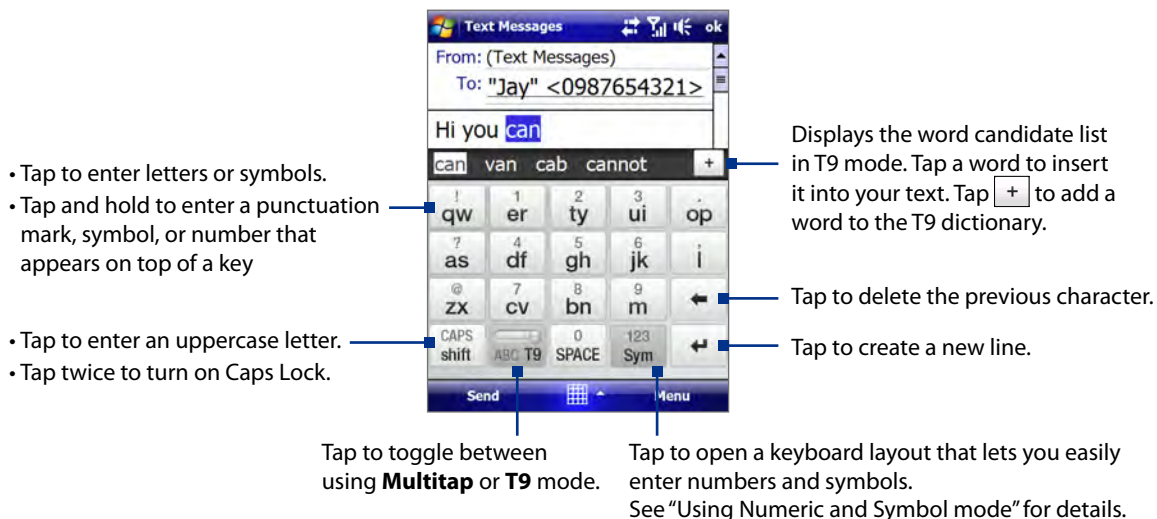 Text Messages ok
From: (Text Messages)
To: "Jay" <0987654321>
Hi you can
can van cab cannot +
! 1 2 3 .
qw er ty ui op
? 4 5 6 ,
as df gh jk l
@ 7 8 9
zx cv bn m
CAPS 0 123
shift ABC T9 SPACE Sym
Send Menu
• Tap to enter letters or symbols.
• Tap and hold to enter a punctuation
mark, symbol, or number that
appears on top of a key
• Tap to enter an uppercase letter.
• Tap twice to turn on Caps Lock.
Displays the word candidate list
in T9 mode. Tap a word to insert
it into your text. Tap + to add a
word to the T9 dictionary.
Tap to delete the previous character.
Tap to create a new line.
Tap to toggle between
using Multitap or T9 mode.
Tap to open a keyboard layout that lets you easily
enter numbers and symbols.
See “Using Numeric and Symbol mode” for details.